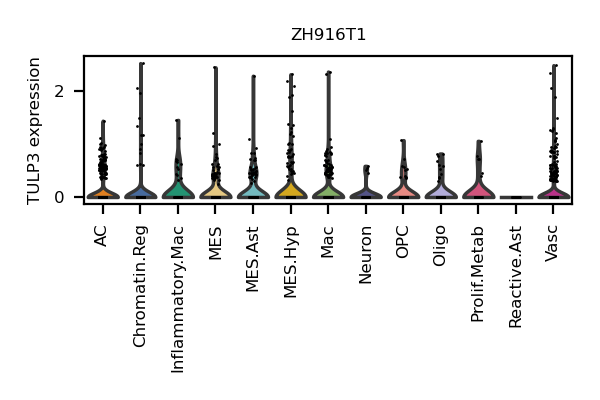 ZH916T1
TULP3 expression
2
0
AC
Chromatin.Reg
Inflammatory.Mac
MES
MES.Ast
MES.Hyp
Mac
Neuron
OPC
Oligo
Prolif.Metab
Reactive.Ast
Vasc